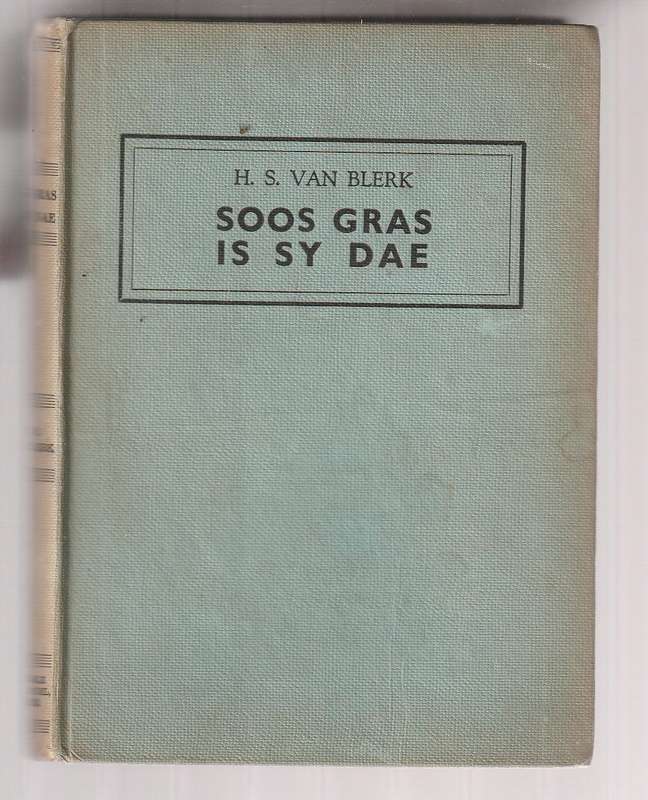 H. S. VAN BLERK
SOOS GRAS
IS SY DAE